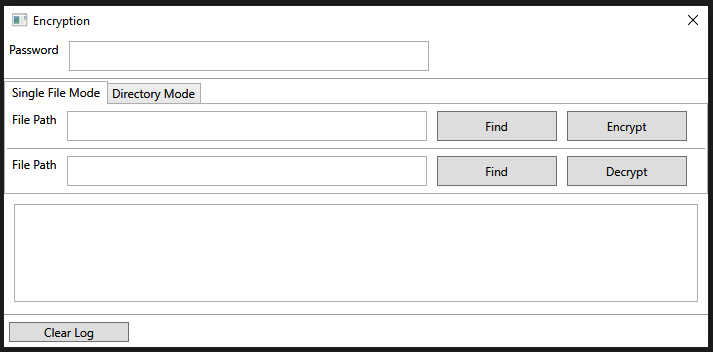 Encryption
Password
Single File Mode Directory Mode
File Path Find Encrypt
File Path Find Decrypt
Clear Log